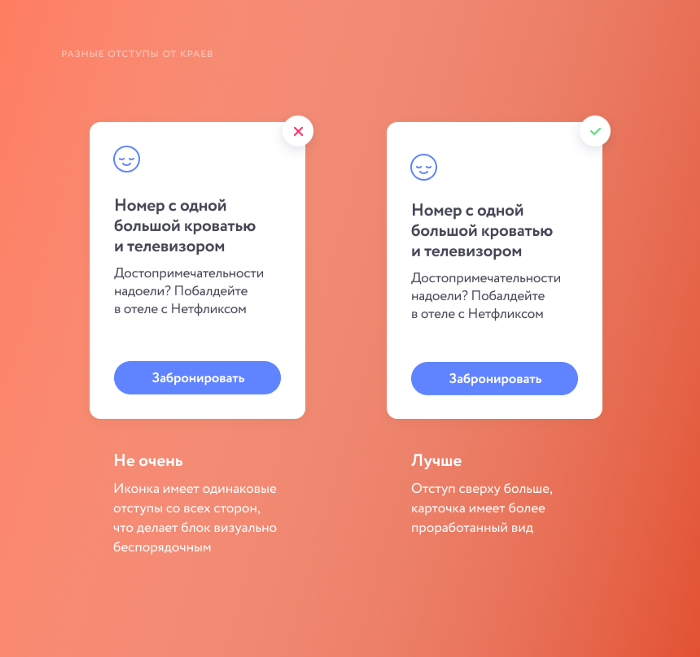 РАЗНЫЕ ОТСТУПЫ ОТ КРАЕВ
Номер с одной
большой кроватью
и телевизором
Достопримечательности
надоели? Побалдейте
в отеле с Нетфликсом
Забронировать
Не очень
Иконка имеет одинаковые
отступы со всех сторон,
что делает блок визуально
беспорядочным
Номер с одной
большой кроватью
и телевизором
Достопримечательности
надоели? Побалдейте
в отеле с Нетфликсом
Забронировать
Лучше
Отступ сверху больше,
карточка имеет более
проработанный вид